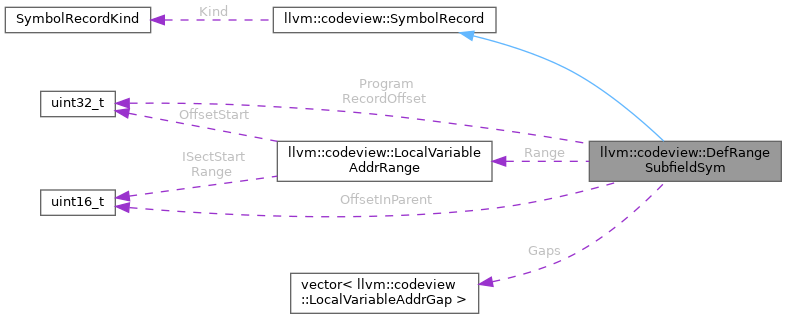 SymbolRecordKind
Kind
llvm::codeview::SymbolRecord
uint32_t
Program
RecordOffset
OffsetStart
llvm::codeview::LocalVariable
AddrRange
Range
llvm::codeview::DefRange
SubfieldSym
ISectStart
Range
uint16_t
OffsetInParent
Gaps
vector< llvm::codeview
::LocalVariableAddrGap >